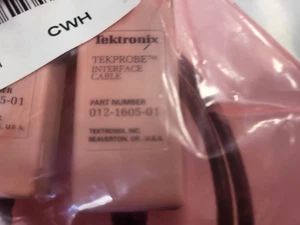 CWH
Tektronix
TEKPROBE™
INTERFACE
CABLE
PART NUMBER
012-1605-01
TEKTRONIX, INC.
BEAVERTON, OR., U.S.A.
R
05-01
U.S.A.